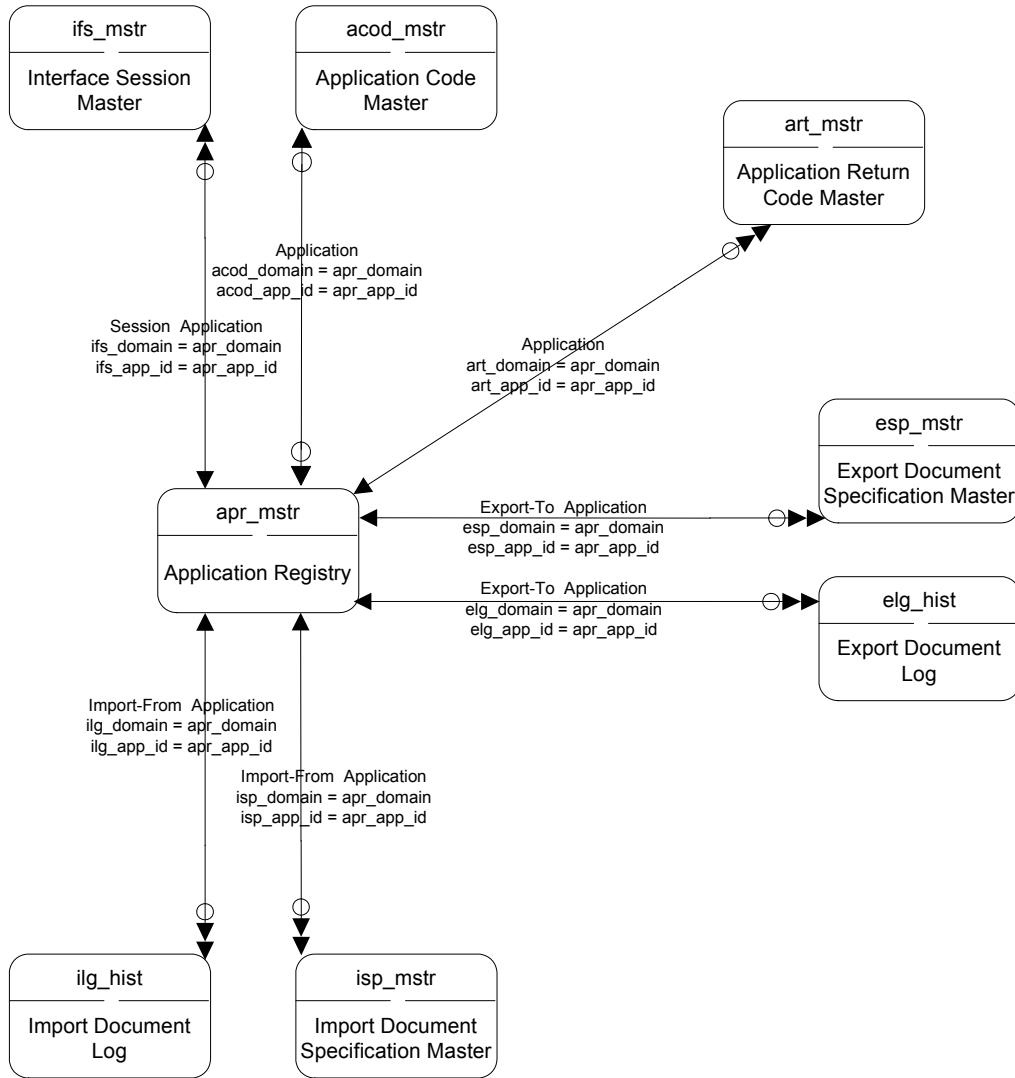 ifs_mstr
Interface Session
Master
acod_mstr
Application Code
Master
art_mstr
Application Return
Code Master
Application
acod_domain = apr_domain
acod_app_id = apr_app_id
Session Application
ifs_domain = apr_domain
ifs_app_id = apr_app_id
Application
art_domain = apr_domain
art_app_id = apr_app_id
esp_mstr
Export Document
Specification Master
apr_mstr
Application Registry
Export-To Application
esp_domain = apr_domain
esp_app_id = apr_app_id
Export-To Application
elg_domain = apr_domain
elg_app_id = apr_app_id
elg_hist
Export Document
Log
Import-From Application
ilg_domain = apr_domain
ilg_app_id = apr_app_id
Import-From Application
isp_domain = apr_domain
isp_app_id = apr_app_id
ilg_hist
Import Document
Log
isp_mstr
Import Document
Specification Master